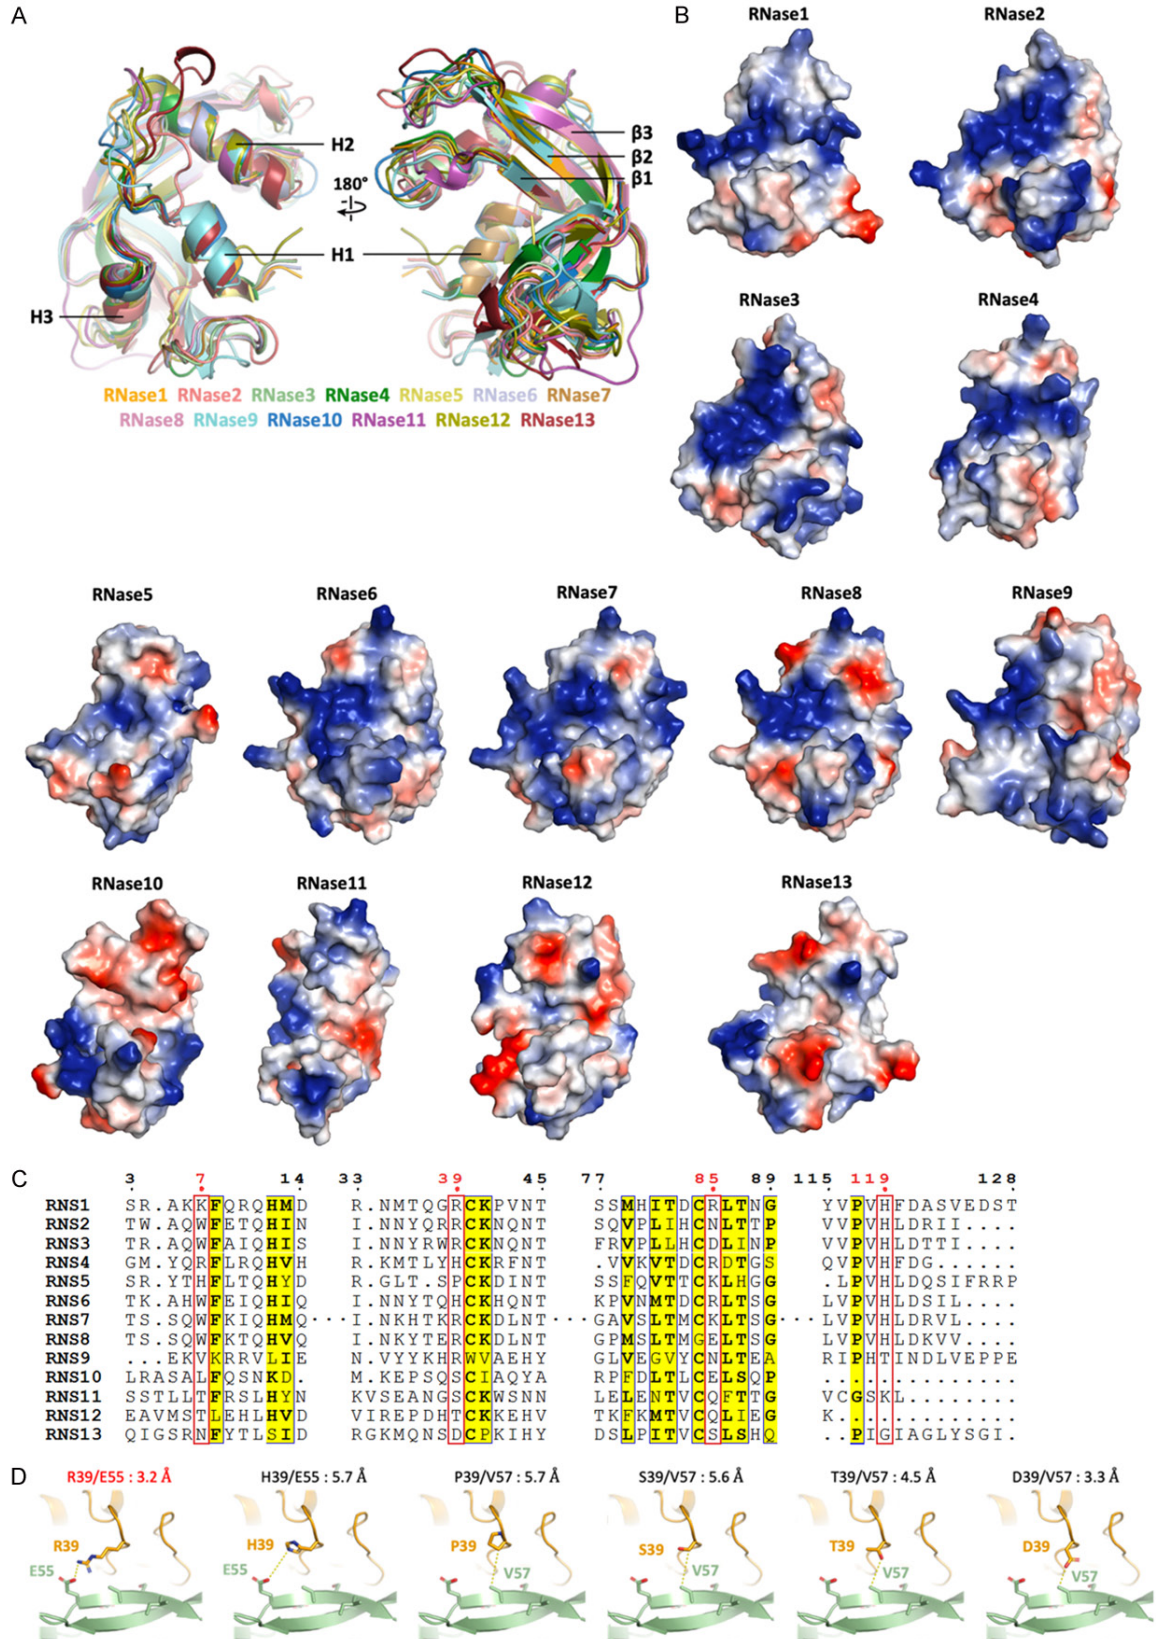 A
H2
180°
H1
H3
β3
β2
β1
RNase1 RNase2 RNase3 RNase4 RNase5 RNase6 RNase7
RNase8 RNase9 RNase10 RNase11 RNase12 RNase13
B
RNase1 RNase2
RNase3 RNase4
RNase5 RNase6 RNase7 RNase8 RNase9
RNase10 RNase11 RNase12 RNase13
C
3 7 14 33 39 45 77 85 89 115 119 128
RNS1 SR.AKKFQRQHMD R.NMTQGRCKPVNT SSMHITDCRLTNG YVPVHFDASVEDST
RNS2 TW.AQWFETQHIN I.NNYQRRCKNQNT SQVPLIHCNLTTP VVPVHLDRII....
RNS3 TR.AQWFAIQHIS I.NNYRWRCKNQNT FRVPLLHCDLINP VVPVHLDTTI....
RNS4 GM.YQRFLRQHVH R.KMTLYHCKRFNT .VKVTDCRDTGS QVPVHFDG......
RNS5 SR.YTHFLTQHYD R.GLT.SPCKDINT SSFQVTTCKLHGG .LPVHLDQSIFRRP
RNS6 TK.AHWFEIQHIQ I.NNYTQHCKHQNT KPVNMTDCRLTSG LVPVHLDSIL....
RNS7 TS.SQWFKIQHMQ···I.NKHTKRCKDLNT···GAVSLTMCKLTSG···LVPVHLDRVL....
RNS8 TS.SQWFKTQHVQ I.NKYTERCKDLNT GPMSLTMGELTSG LVPVHLDKVV....
RNS9 ...EKVKRRVLIE N.VYYKHRWVAEHY GLVEGVYCNLTEA RIPHTINDLVEPPE
RNS10 LRASALFQSNKD. M.KEPSQSCIAQYA RPFDLTLCELSQP ..............
RNS11 SSTLLTFRSLHYN KVSEANGSCKWSNN LELENTVCQFTTG VCGSKL........
RNS12 EAVMSTLEHLHVD VIREPDHTCKKEHV TKFKMTVCQLIEG K.............
RNS13 QIGSRNFYTLSID RGKMQNSDCPKIHY DSLPITVCSLSHQ ..PIGIAGLYSGI.
D
R39/E55 : 3.2 Å H39/E55 : 5.7 Å P39/V57 : 5.7 Å S39/V57 : 5.6 Å T39/V57 : 4.5 Å D39/V57 : 3.3 Å
R39 H39 P39 S39 T39 D39
E55 E55 V57 V57 V57 V57